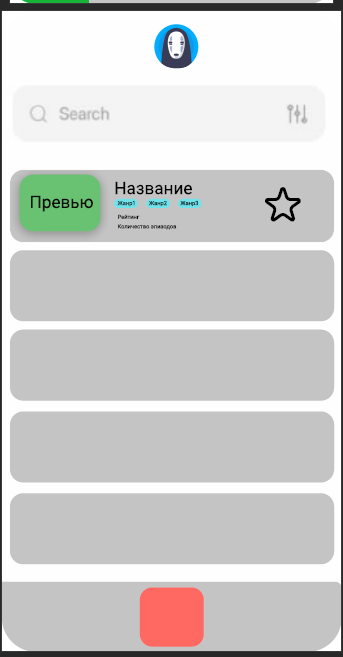 Search
Превью
Название
Жанр1 Жанр2 Жанр3
Рейтинг
Количество эпизодов